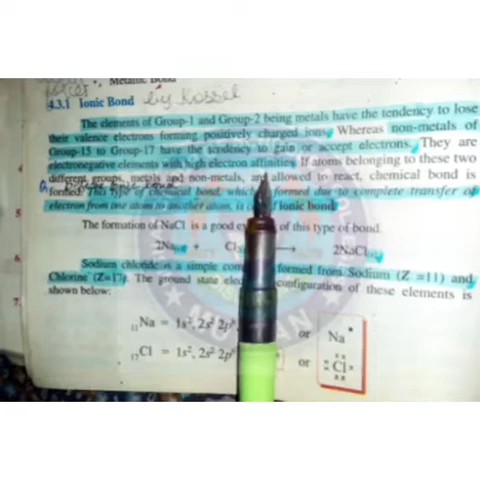 Metallic Bond
4.3.1 Ionic Bond by Kossel
The elements of Group-1 and Group-2 being metals have the tendency to lose
their valence electrons forming positively charged ions. Whereas non-metals of
Group-15 to Group-17 have the tendency to gain or accept electrons. They are
electronegative elements with high electron affinities. If atoms belonging to these two
different groups, metals and non-metals, are allowed to react, chemical bond is
formed. This type of chemical bond, which formed due to complete transfer of
electron from one atom to another atom, is ionic bond.
The formation of NaCl is a good of this type of bond.
2Na + Cl → 2NaCl
Sodium chloride is a simple formed from Sodium (Z =11) and
Chlorine (Z=17). The ground state configuration of these elements is
shown below:
₁₁Na = 1s², 2s² 2p⁶ or Na
₁₇Cl = 1s², 2s² 2p⁶ or Cl
5
6
7